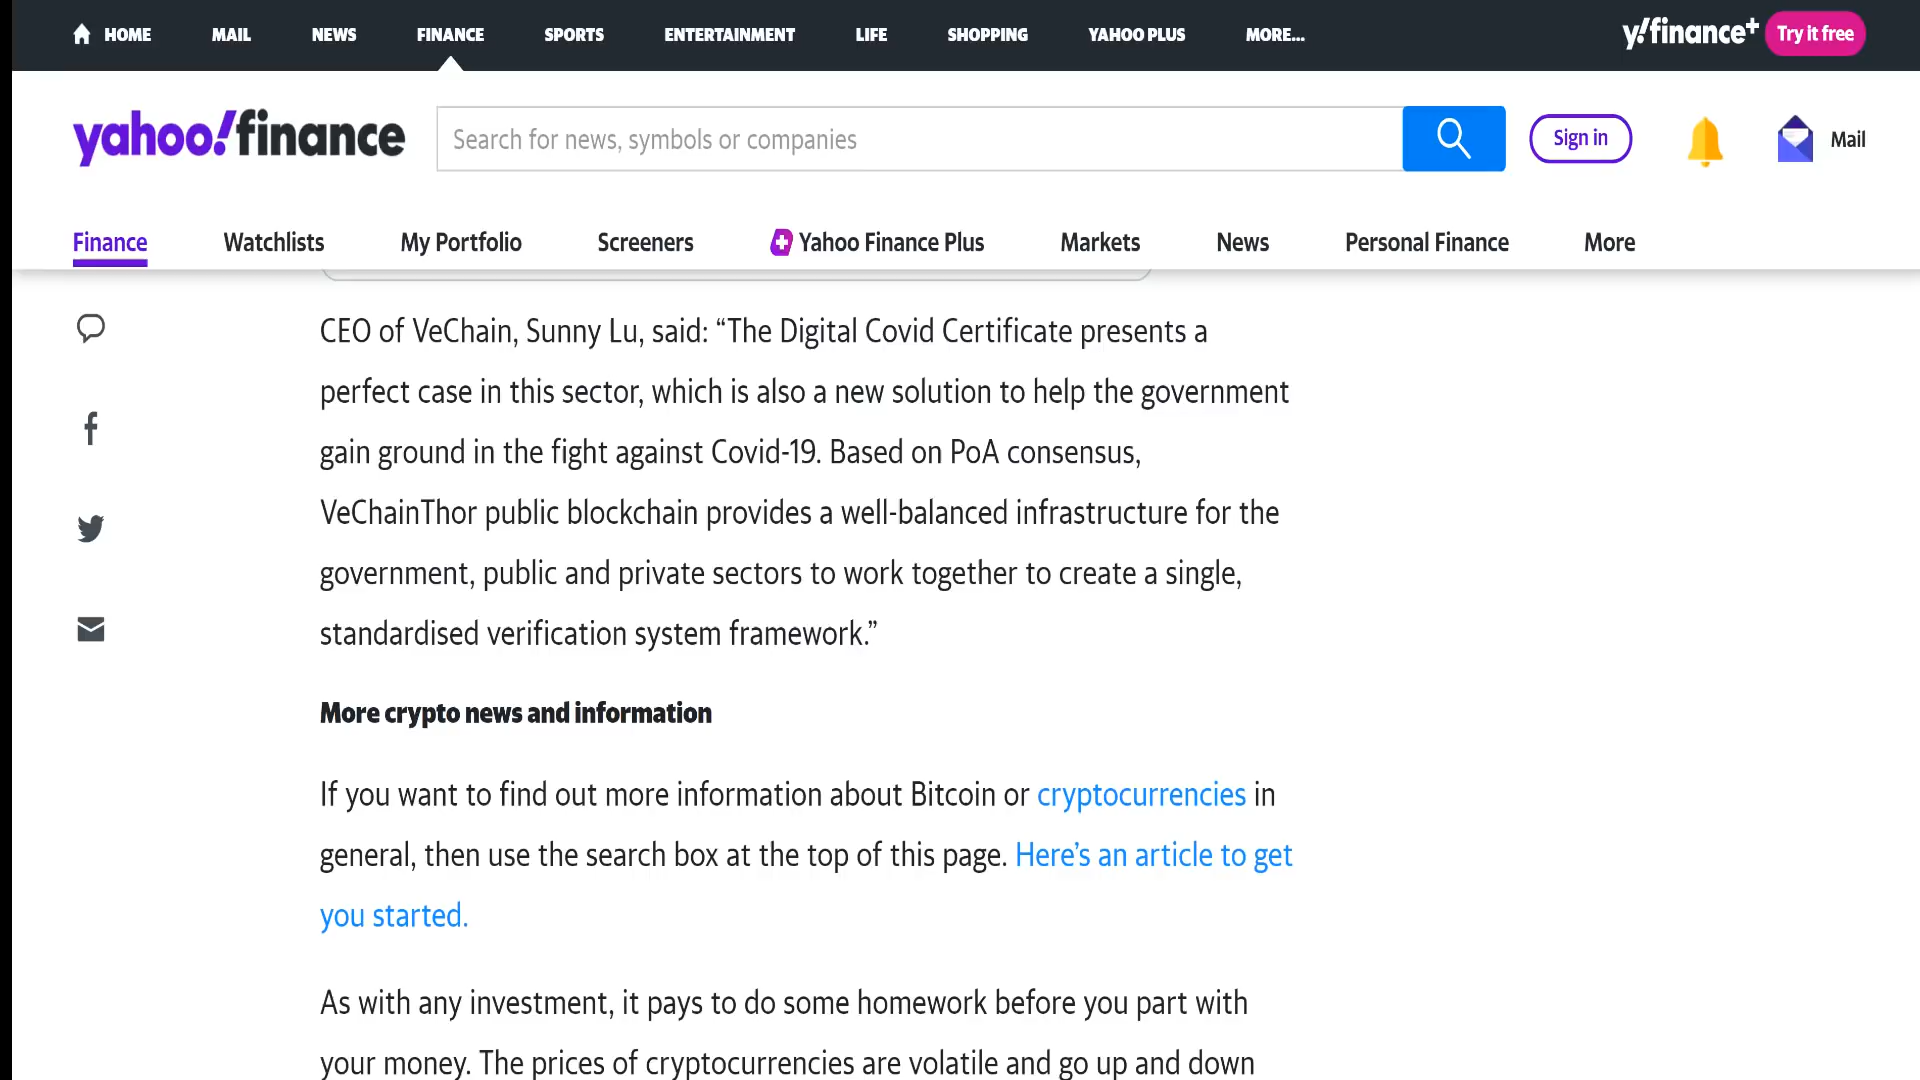 HOME MAIL NEWS FINANCE SPORTS ENTERTAINMENT LIFE SHOPPING YAHOO PLUS MORE... y!finance+ Try it free
yahoo!finance Search for news, symbols or companies Sign in Mail
Finance Watchlists My Portfolio Screeners Yahoo Finance Plus Markets News Personal Finance More
CEO of VeChain, Sunny Lu, said: “The Digital Covid Certificate presents a
perfect case in this sector, which is also a new solution to help the government
gain ground in the fight against Covid-19. Based on PoA consensus,
VeChainThor public blockchain provides a well-balanced infrastructure for the
government, public and private sectors to work together to create a single,
standardised verification system framework.”
More crypto news and information
If you want to find out more information about Bitcoin or cryptocurrencies in
general, then use the search box at the top of this page. Here’s an article to get
you started.
As with any investment, it pays to do some homework before you part with
your money. The prices of cryptocurrencies are volatile and go up and down